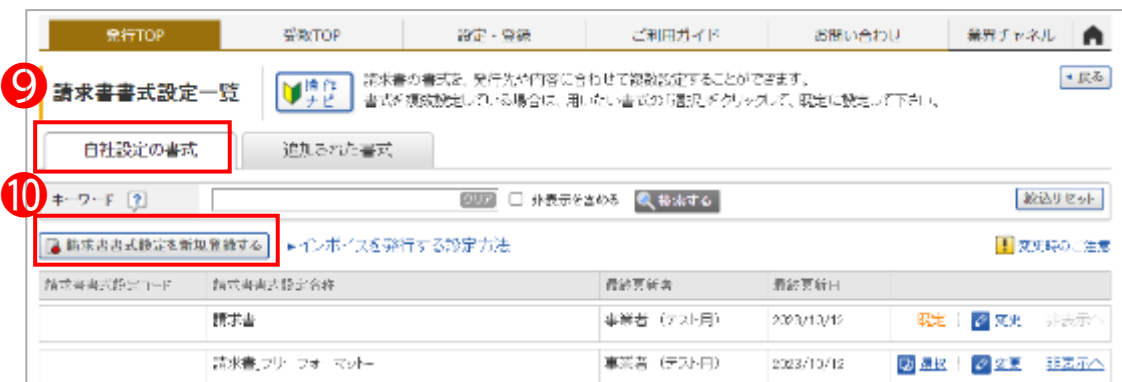 発行TOP 受取TOP 設定・登録 ご利用ガイド お問い合わせ 業界チャネル
9 請求書書式設定一覧 操作ナビ 請求書の書式を、発行先や内容に合わせて複数設定することができます。 戻る
書式を複数設定している場合は、用いたい書式の「選択」をクリックして、既定に設定して下さい。
自社設定の書式 追加された書式
10 キーワード ? クリア 非表示を含める 検索する 絞込リセット
請求書書式設定を新規登録する ▶インボイスを発行する設定方法 変更時のご注意
請求書書式設定コード 請求書書式設定名称 最終更新者 最終更新日
請求書 事業者 (テスト用) 2023/10/12 既定 変更 非表示へ
請求書_フリーフォーマット 事業者 (テスト用) 2023/10/12 選択 変更 非表示へ